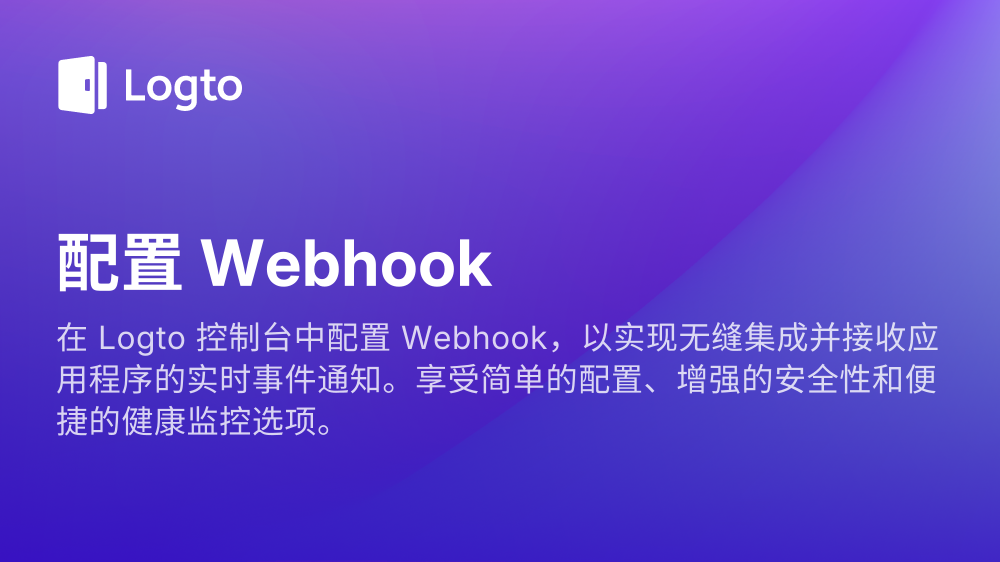 Logto
配置 Webhook
在 Logto 控制台中配置 Webhook，以实现无缝集成并接收应
用程序的实时事件通知。享受简单的配置、增强的安全性和便
捷的健康监控选项。